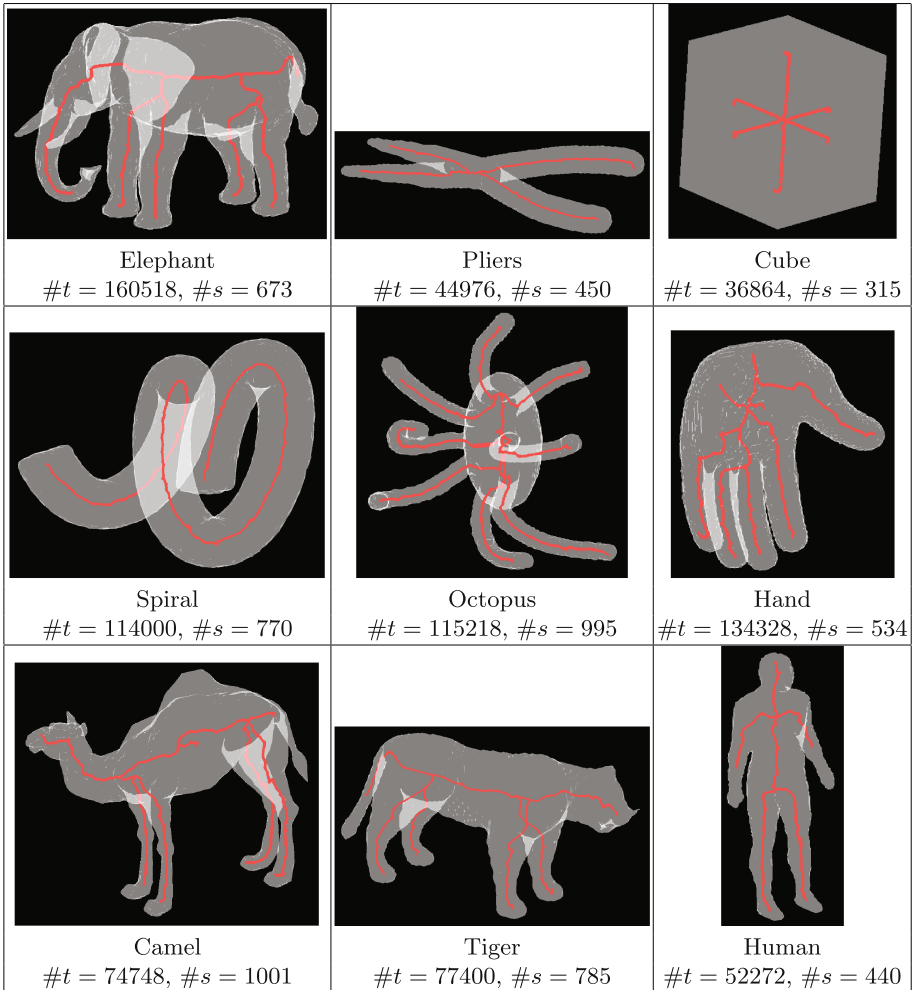 Elephant
#t = 160518, #s = 673
Pliers
#t = 44976, #s = 450
Cube
#t = 36864, #s = 315
Spiral
#t = 114000, #s = 770
Octopus
#t = 115218, #s = 995
Hand
#t = 134328, #s = 534
Camel
#t = 74748, #s = 1001
Tiger
#t = 77400, #s = 785
Human
#t = 52272, #s = 440